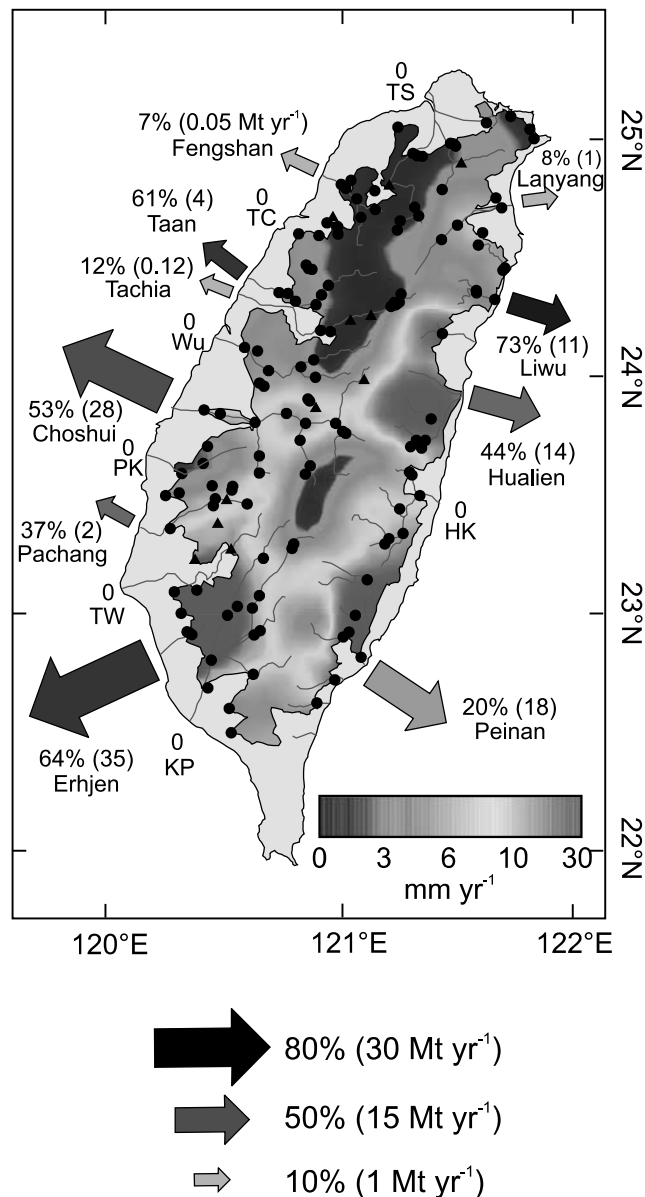 0
TS
7% (0.05 Mt yr⁻¹)
Fengshan
25°N
8% (1)
Lanyang
0
TC
61% (4)
Taan
12% (0.12)
Tachia
0
Wu
73% (11)
Liwu
24°N
53% (28)
Choshui
44% (14)
Hualien
0
PK
0
HK
37% (2)
Pachang
0
TW
23°N
20% (18)
Peinan
64% (35)
Erhjen
0
KP
22°N
0 3 6 10 30
mm yr⁻¹
120°E 121°E 122°E
80% (30 Mt yr⁻¹)
50% (15 Mt yr⁻¹)
10% (1 Mt yr⁻¹)